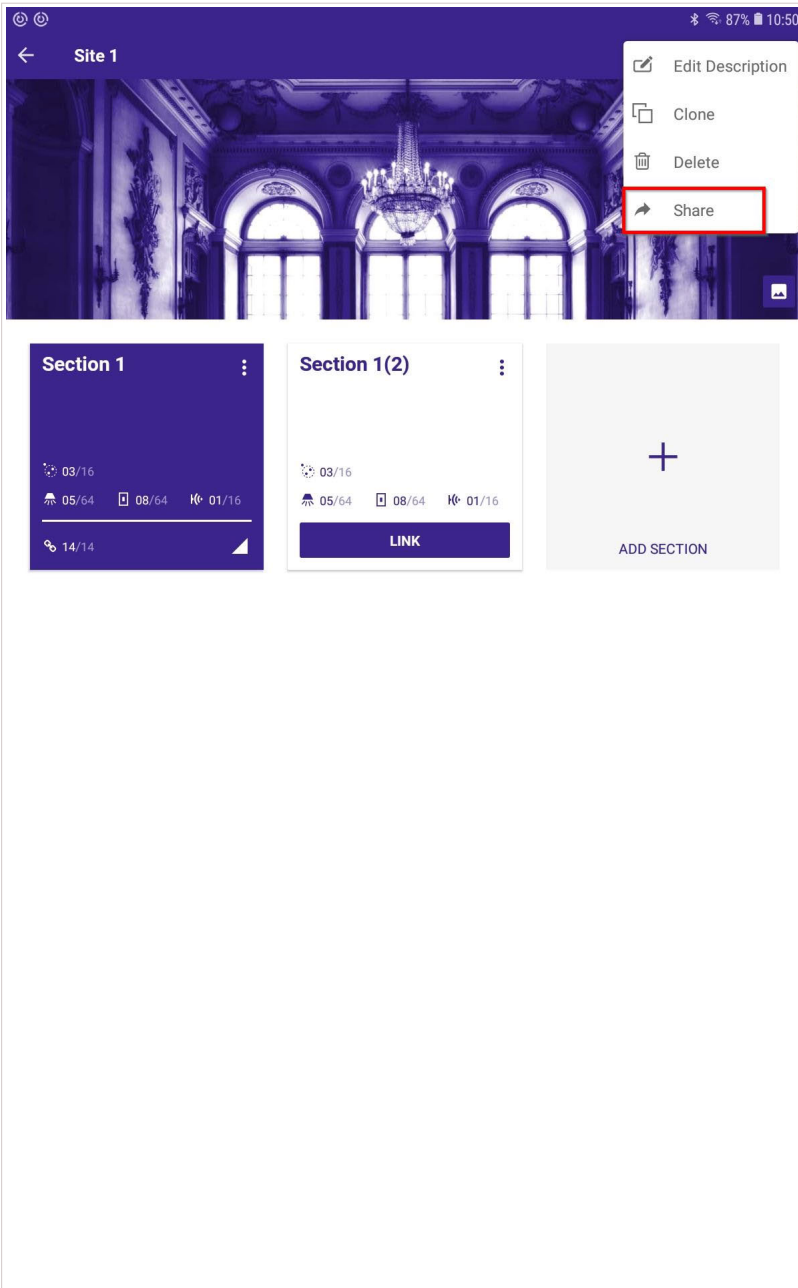 87% 10:50
Site 1
Edit Description
Clone
Delete
Share
Section 1
03/16
05/64 08/64 01/16
14/14
Section 1(2)
03/16
05/64 08/64 01/16
LINK
ADD SECTION